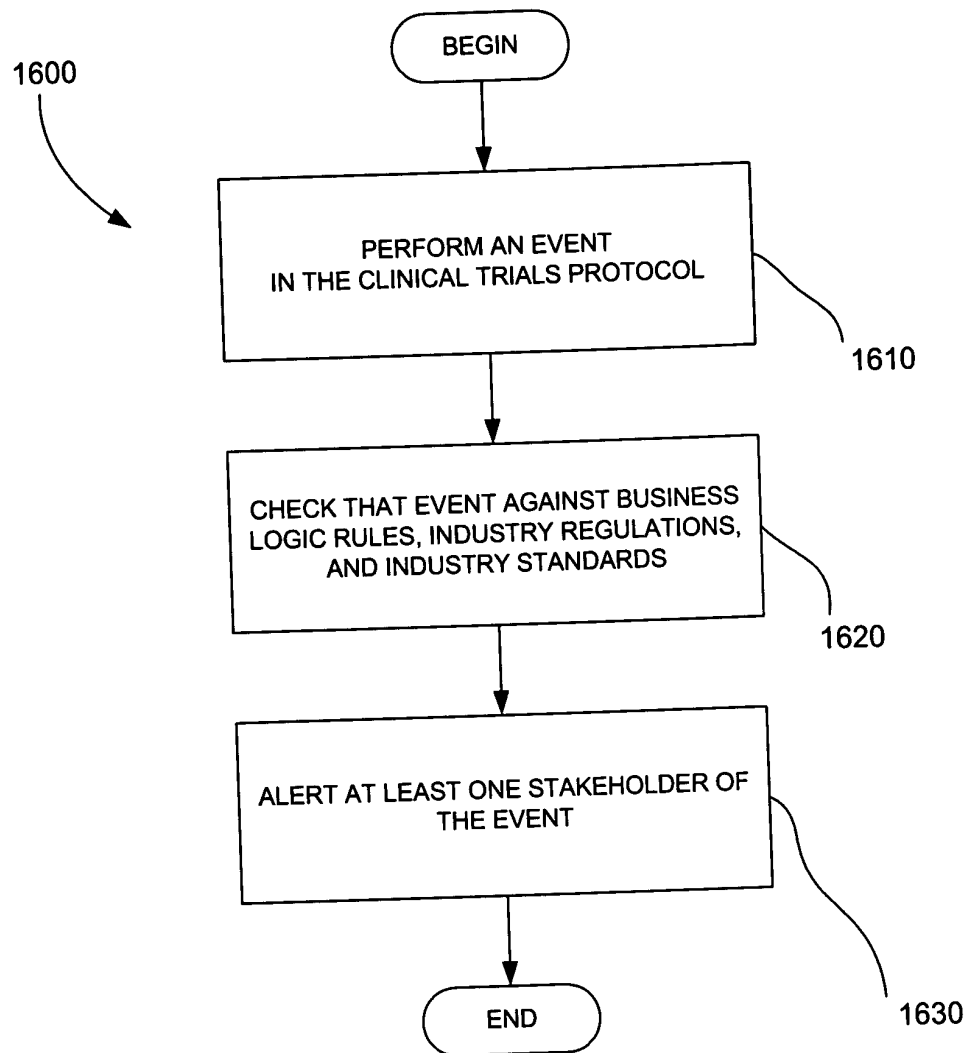 BEGIN
1600
PERFORM AN EVENT
IN THE CLINICAL TRIALS PROTOCOL
1610
CHECK THAT EVENT AGAINST BUSINESS
LOGIC RULES, INDUSTRY REGULATIONS,
AND INDUSTRY STANDARDS
1620
ALERT AT LEAST ONE STAKEHOLDER OF
THE EVENT
END
1630